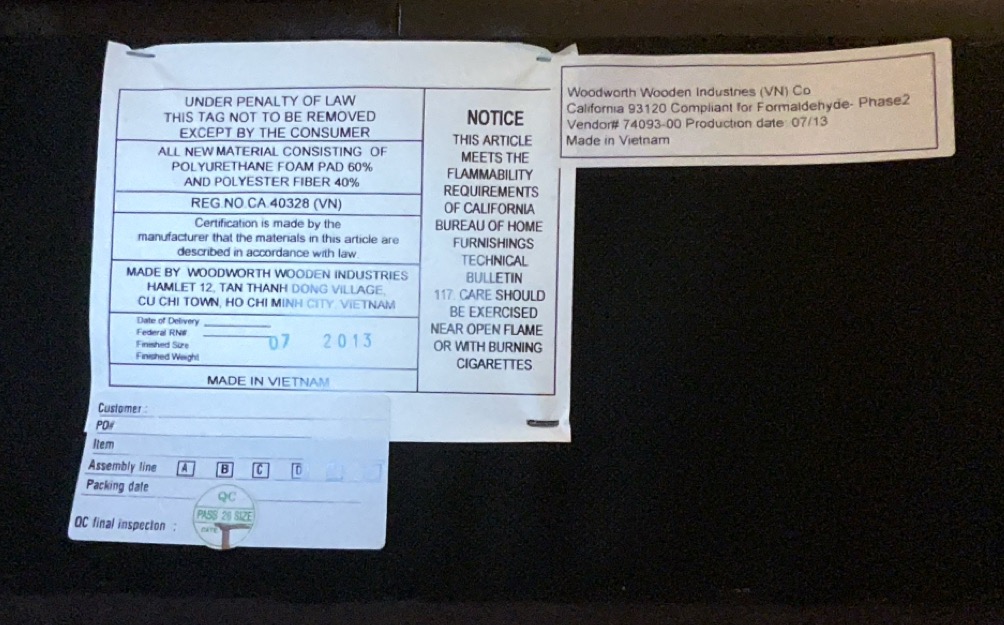 UNDER PENALTY OF LAW
THIS TAG NOT TO BE REMOVED
EXCEPT BY THE CONSUMER
ALL NEW MATERIAL CONSISTING OF
POLYURETHANE FOAM PAD 60%
AND POLYESTER FIBER 40%
REG.NO.CA.40328 (VN)
Certification is made by the
manufacturer that the materials in this article are
described in accordance with law
MADE BY WOODWORTH WOODEN INDUSTRIES
HAMLET 12, TAN THANH DONG VILLAGE,
CU CHI TOWN, HO CHI MINH CITY, VIETNAM
Date of Delivery
Federal RN#
Finished Size
Finished Weight
07 2013
MADE IN VIETNAM
NOTICE
THIS ARTICLE
MEETS THE
FLAMMABILITY
REQUIREMENTS
OF CALIFORNIA
BUREAU OF HOME
FURNISHINGS
TECHNICAL
BULLETIN
117. CARE SHOULD
BE EXERCISED
NEAR OPEN FLAME
OR WITH BURNING
CIGARETTES
Woodworth Wooden Industries (VN) Co
California 93120 Compliant for Formaldehyde- Phase2
Vendor# 74093-00 Production date: 07/13
Made in Vietnam
Customer :
PO#
Item
Assembly line A B C D
Packing date
QC final inspecton :
QC
PASS 26 SIZE
DATE